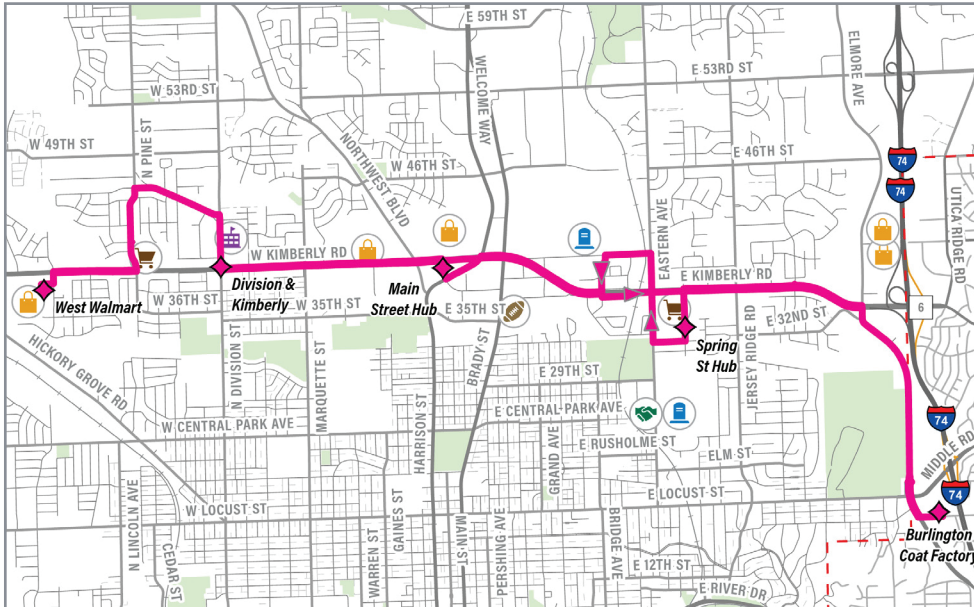 E 59TH ST
WELCOME WAY
ELMORE AVE
E 53RD ST
W 53RD ST
N PINE ST
W 49TH ST
NORTHWEST BLVD
W 46TH ST
E 46TH ST
74
74
UTICA RIDGE RD
EASTERN AVE
W KIMBERLY RD
E KIMBERLY RD
West Walmart
W 36TH ST
Division &
Kimberly
W 35TH ST
Main
Street Hub
E 35TH ST
6
E 32ND ST
Spring
St Hub
JERSEY RIDGE RD
HICKORY GROVE RD
N DIVISION ST
MARQUETTE ST
BRADY ST
E 29TH ST
HARRISON ST
E CENTRAL PARK AVE
W CENTRAL PARK AVE
74
E RUSHOLME ST
GRAND AVE
ELM ST
MIDDLE RD
E LOCUST ST
74
W LOCUST ST
N LINCOLN AVE
CEDAR ST
WARREN ST
GAINES ST
MAIN ST
PERSHING AVE
BRIDGE AVE
E 12TH ST
E RIVER DR
Burlington
Coat Factory